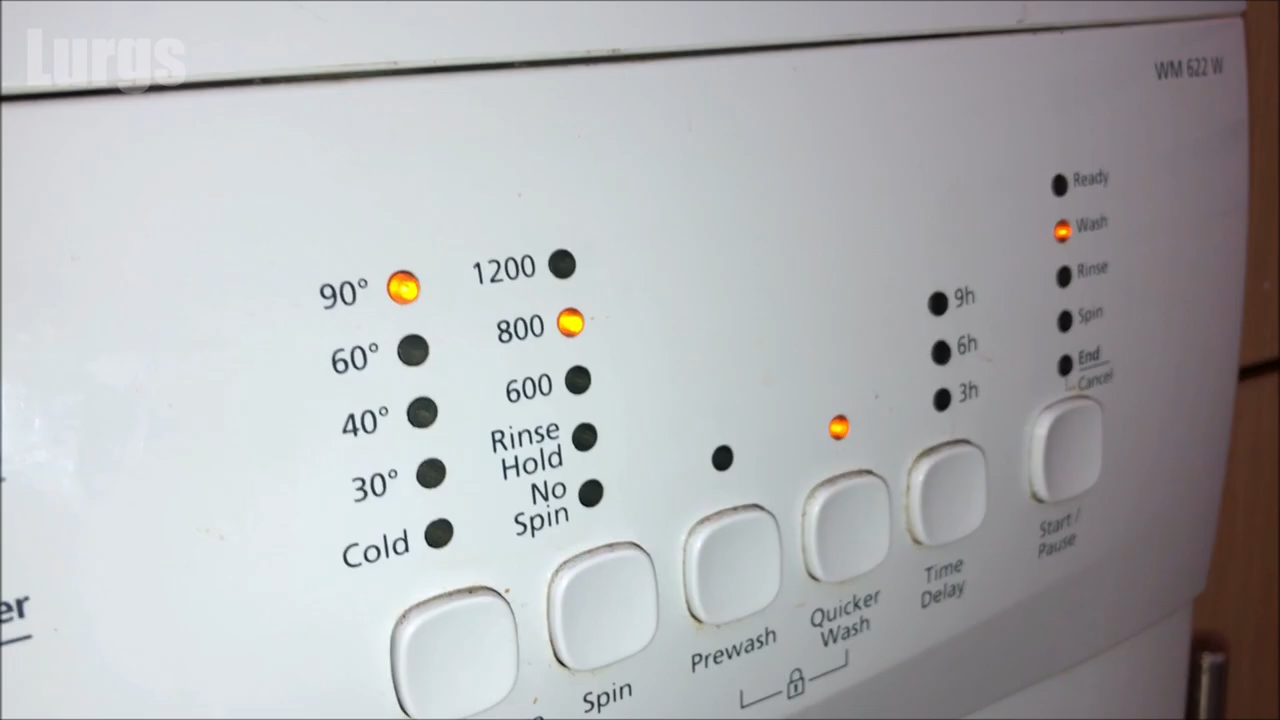 Lurgs
WM 622 W
90°
60°
40°
30°
Cold
1200
800
600
Rinse
Hold
No
Spin
Spin
Prewash
Quicker
Wash
9h
6h
3h
Time
Delay
Ready
Wash
Rinse
Spin
End
Cancel
Start/
Pause
er